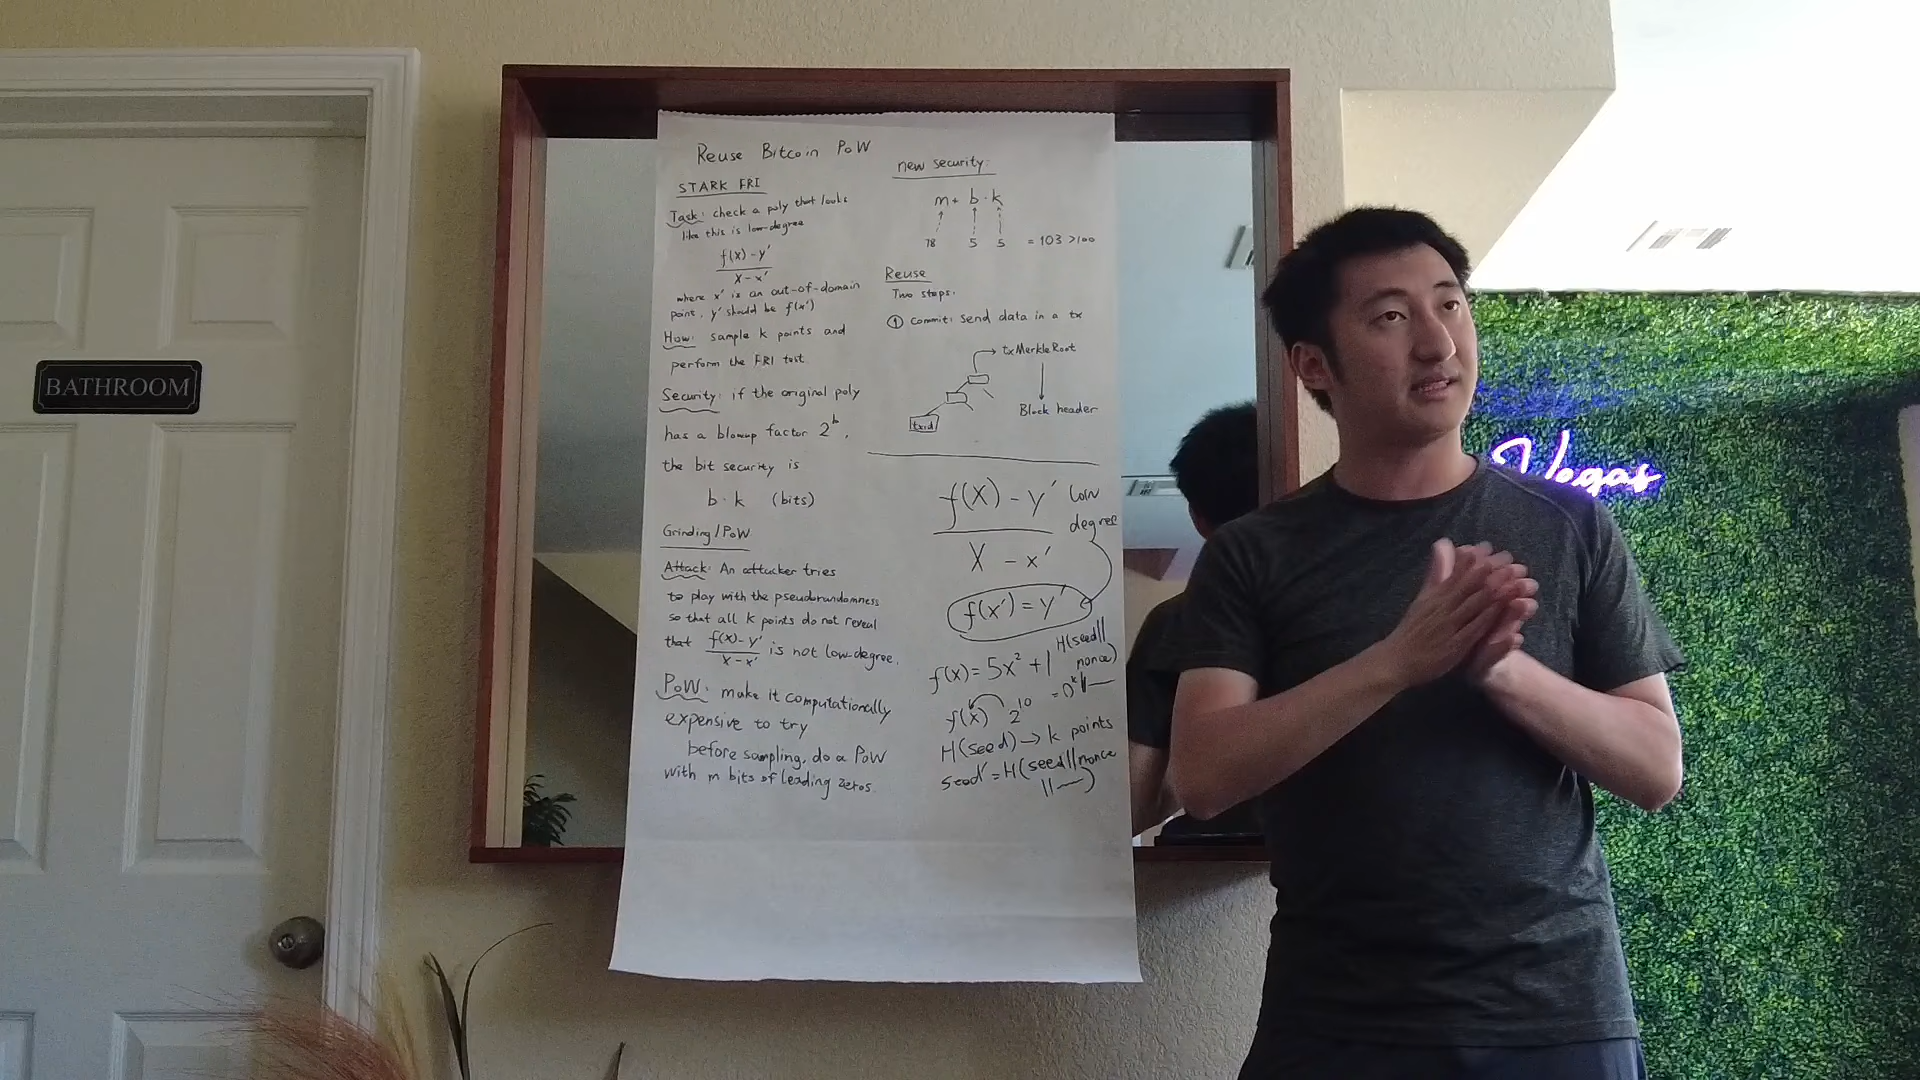 BATHROOM
Reuse Bitcoin PoW
STARK FRI
Task: check a poly that looks
like this is low-degree
f(X) - y'
X - x'
where x' is an out-of-domain
point, y' should be f(x')
How: sample k points and
perform the FRI test
Security: if the original poly
has a blowup factor 2^b,
the bit security is
b · k (bits)
Grinding/PoW
Attack: An attacker tries
to play with the pseudorandomness
so that all k points do not reveal
that f(X) - y' / X - x' is not low-degree.
PoW: make it computationally
expensive to try
before sampling, do a PoW
with m bits of leading zeros.
new security:
m + b · k
78 5 5 = 103 > 100
Reuse
Two steps.
① Commit: send data in a tx
txMerkleRoot
Block header
txid
f(X) - y' low
degree
X - x'
f(x') = y'
H(seed||
nonce)
f(x) = 5x² + 1
f(x) 2^10
H(seed) → k points
seed' = H(seed||nonce
Vegas